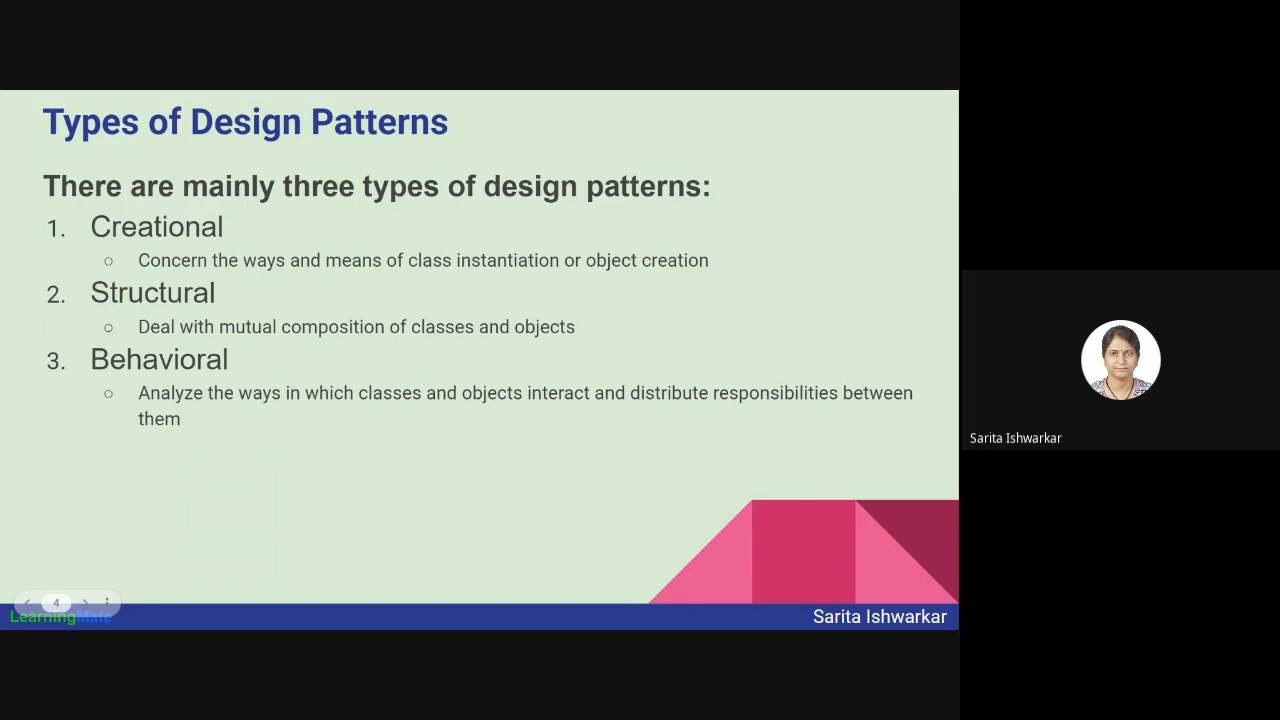 Types of Design Patterns
There are mainly three types of design patterns:
1. Creational
○ Concern the ways and means of class instantiation or object creation
2. Structural
○ Deal with mutual composition of classes and objects
3. Behavioral
○ Analyze the ways in which classes and objects interact and distribute responsibilities between
them
4
LearningMate
Sarita Ishwarkar
Sarita Ishwarkar